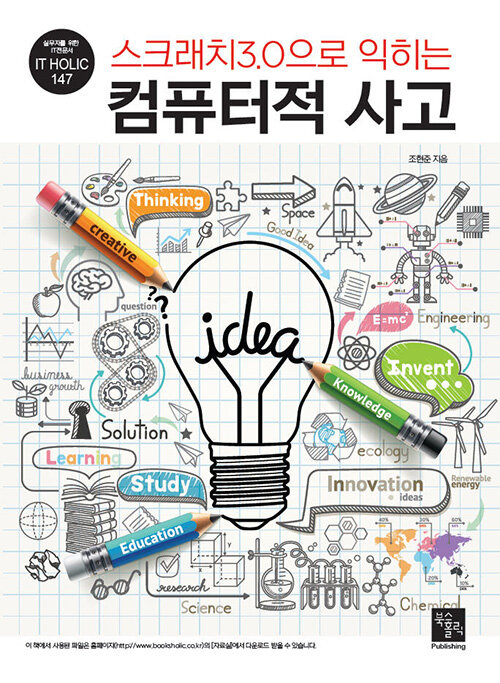 실무자를 위한
IT전문서
IT HOLIC
147
스크래치3.0으로 익히는
컴퓨터적 사고
조현준 지음
Thinking
Space
creative
Good Idea
question
??
idea
E=mc²
Engineering
Invent
business
growth
Knowledge
Solution
ecology
Learning
Study
Innovation
ideas
Renewable
energy
Education
40% 30% 60%
20%
10%
research
Science
Chemical
북스홀릭
Publishing
이 책에서 사용된 파일은 홈페이지(http://www.booksholic.co.kr)의 [자료실]에서 다운로드 받을 수 있습니다.